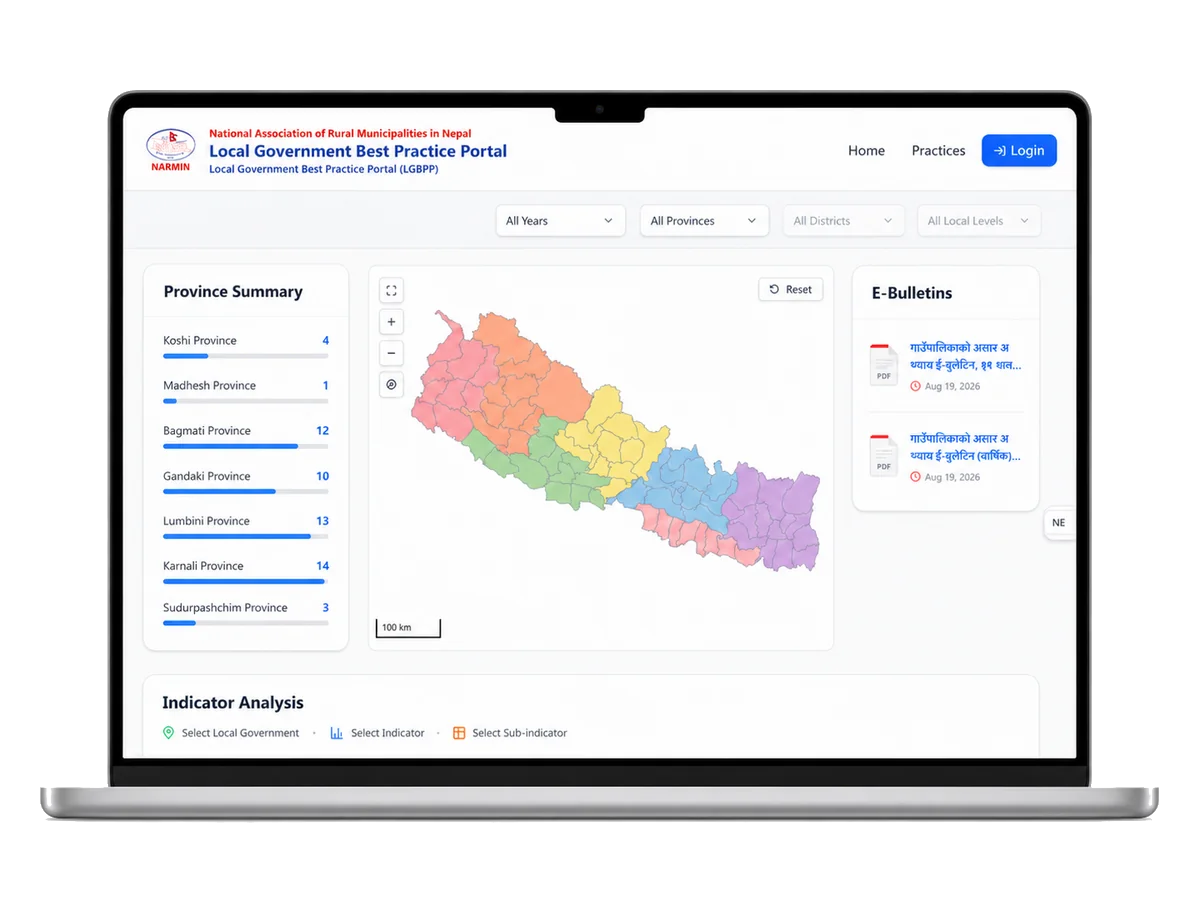 National Association of Rural Municipalities in Nepal
Local Government Best Practice Portal
Local Government Best Practice Portal (LGBPP)
NARMIN
Home
Practices
Login
All Years
All Provinces
All Districts
All Local Levels
Province Summary
Koshi Province 4
Madhesh Province 1
Bagmati Province 12
Gandaki Province 10
Lumbini Province 13
Karnali Province 14
Sudurpashchim Province 3
+
−
Reset
100 km
E-Bulletins
PDF
गाउँपालिकाको असार अ
थ्याय ई-बुलेटिन, ११ धाल...
Aug 19, 2026
PDF
गाउँपालिकाको असार अ
थ्याय ई-बुलेटिन (वार्षिक)...
Aug 19, 2026
NE
Indicator Analysis
Select Local Government
Select Indicator
Select Sub-indicator